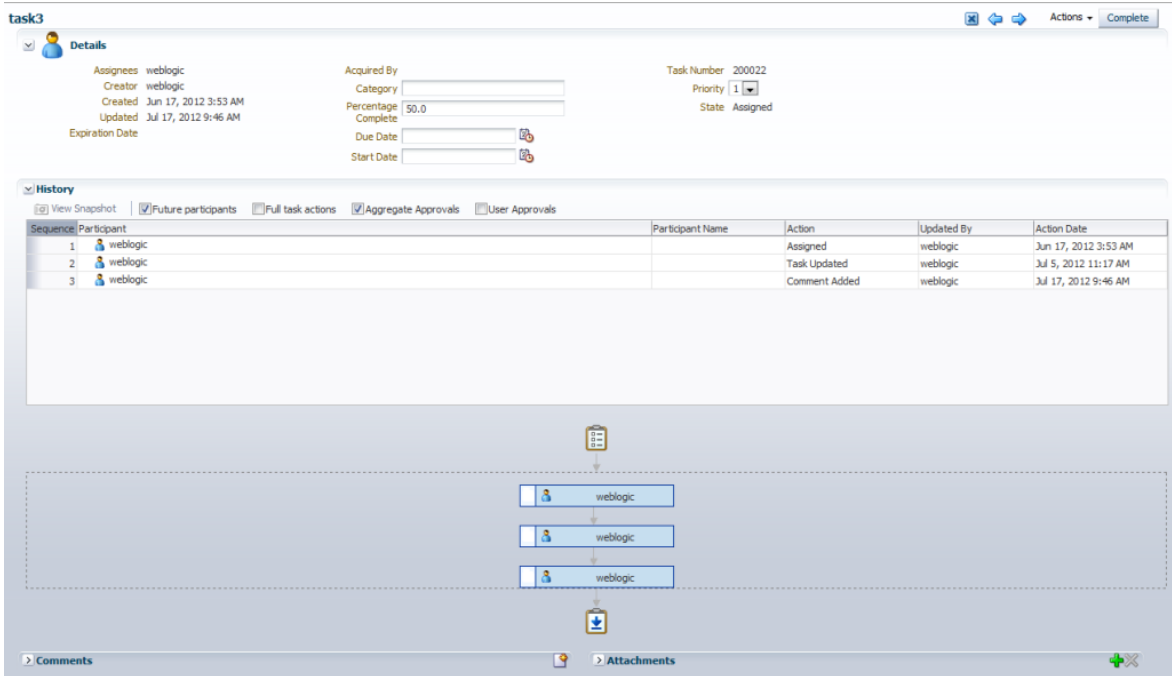 task3
Actions Complete
Details
Assignees weblogic Acquired By Task Number 200022
Creator weblogic Category Priority 1
Created Jun 17, 2012 3:53 AM Percentage Complete 50.0 State Assigned
Updated Jul 17, 2012 9:46 AM
Expiration Date Due Date
Start Date
History
View Snapshot Future participants Full task actions Aggregate Approvals User Approvals
Sequence Participant Participant Name Action Updated By Action Date
1 weblogic Assigned weblogic Jun 17, 2012 3:53 AM
2 weblogic Task Updated weblogic Jul 5, 2012 11:17 AM
3 weblogic Comment Added weblogic Jul 17, 2012 9:46 AM
weblogic
weblogic
weblogic
Comments Attachments